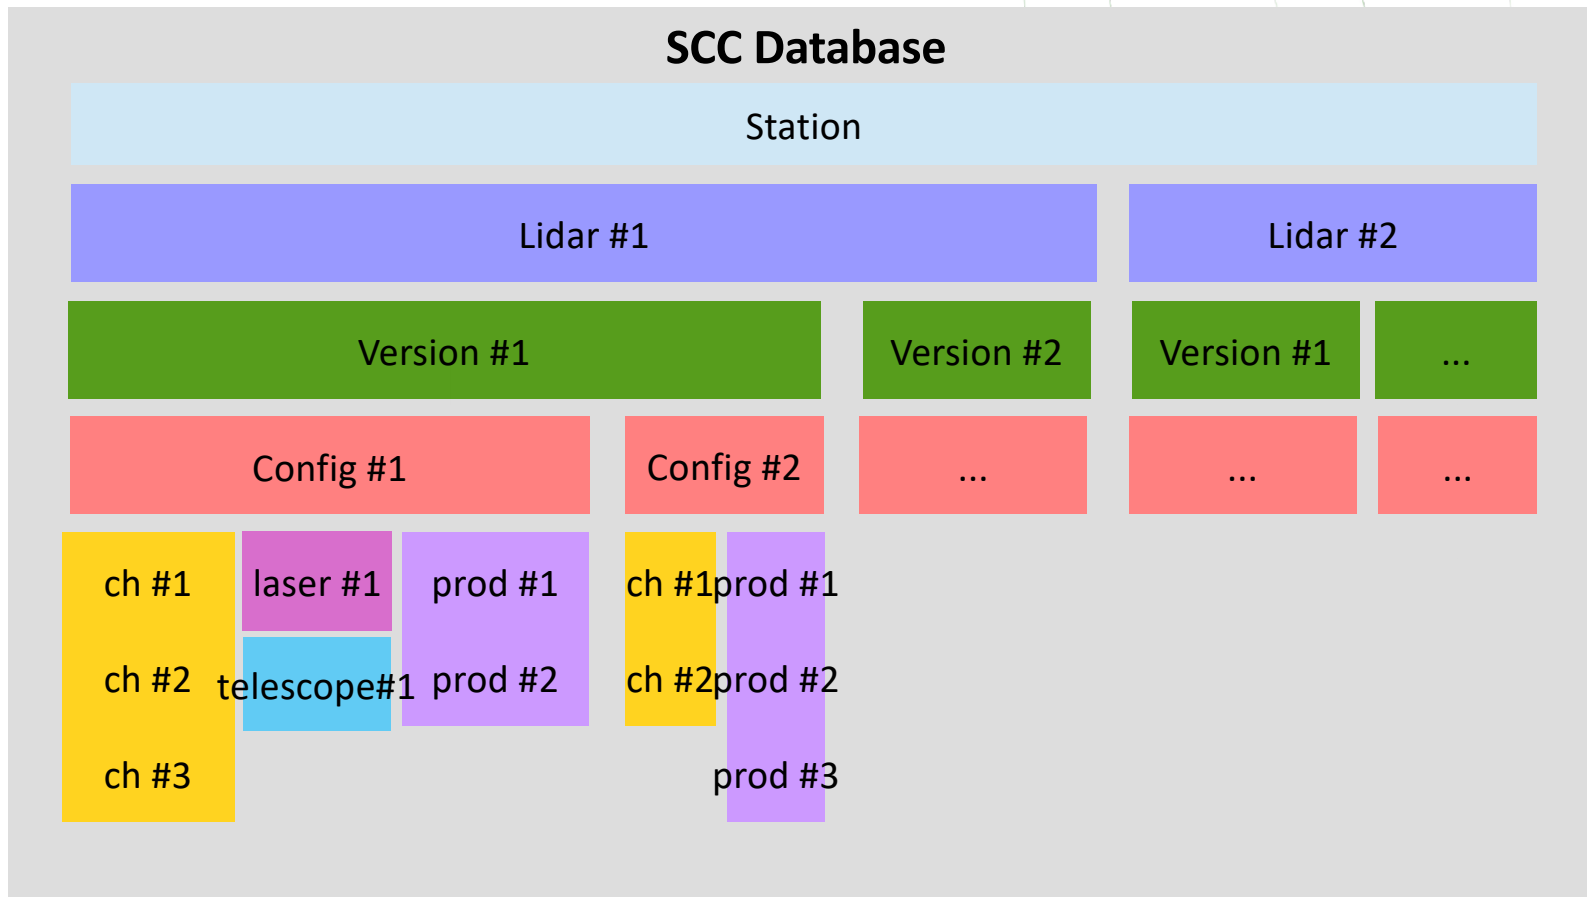 SCC Database
Station
Lidar #1
Lidar #2
Version #1
Version #2
Version #1
...
Config #1
Config #2
...
...
...
ch #1
laser #1
prod #1
ch #1
prod #1
ch #2
telescope#1
prod #2
ch #2
prod #2
ch #3
prod #3